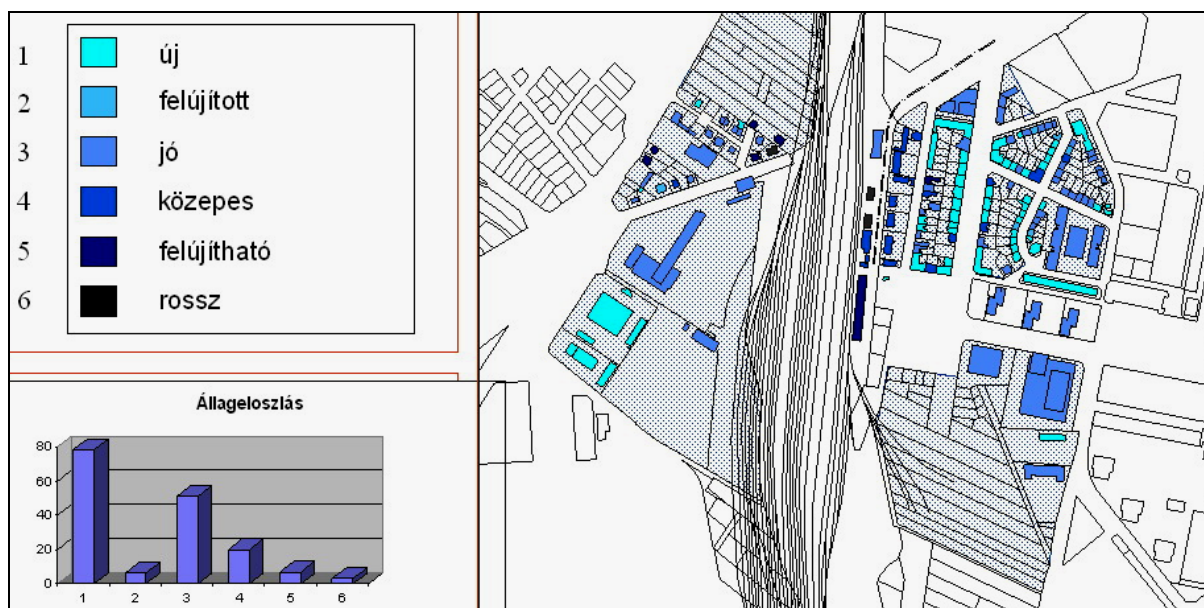 1 új
2 felújított
3 jó
4 közepes
5 felújítható
6 rossz
Állageloszlás
80
60
40
20
0
1 2 3 4 5 6